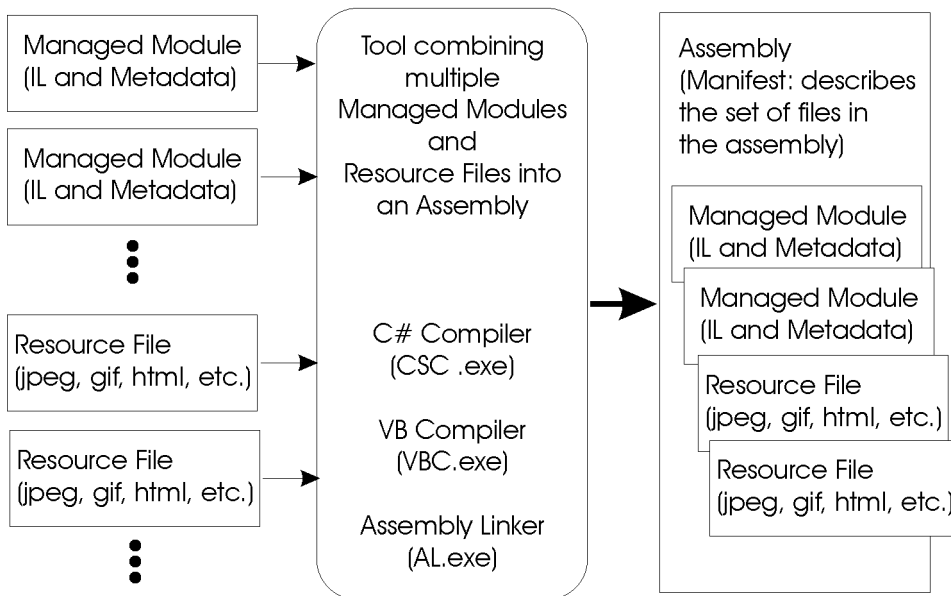 Managed Module
(IL and Metadata)
Managed Module
(IL and Metadata)
Resource File
(jpeg, gif, html, etc.)
Resource File
(jpeg, gif, html, etc.)
Tool combining
multiple
Managed Modules
and
Resource Files into
an Assembly
C# Compiler
(CSC .exe)
VB Compiler
(VBC.exe)
Assembly Linker
(AL.exe)
Assembly
(Manifest: describes
the set of files in
the assembly)
Managed Module
(IL and Metadata)
Managed Module
(IL and Metadata)
Resource File
(jpeg, gif, html, etc.)
Resource File
(jpeg, gif, html, etc.)